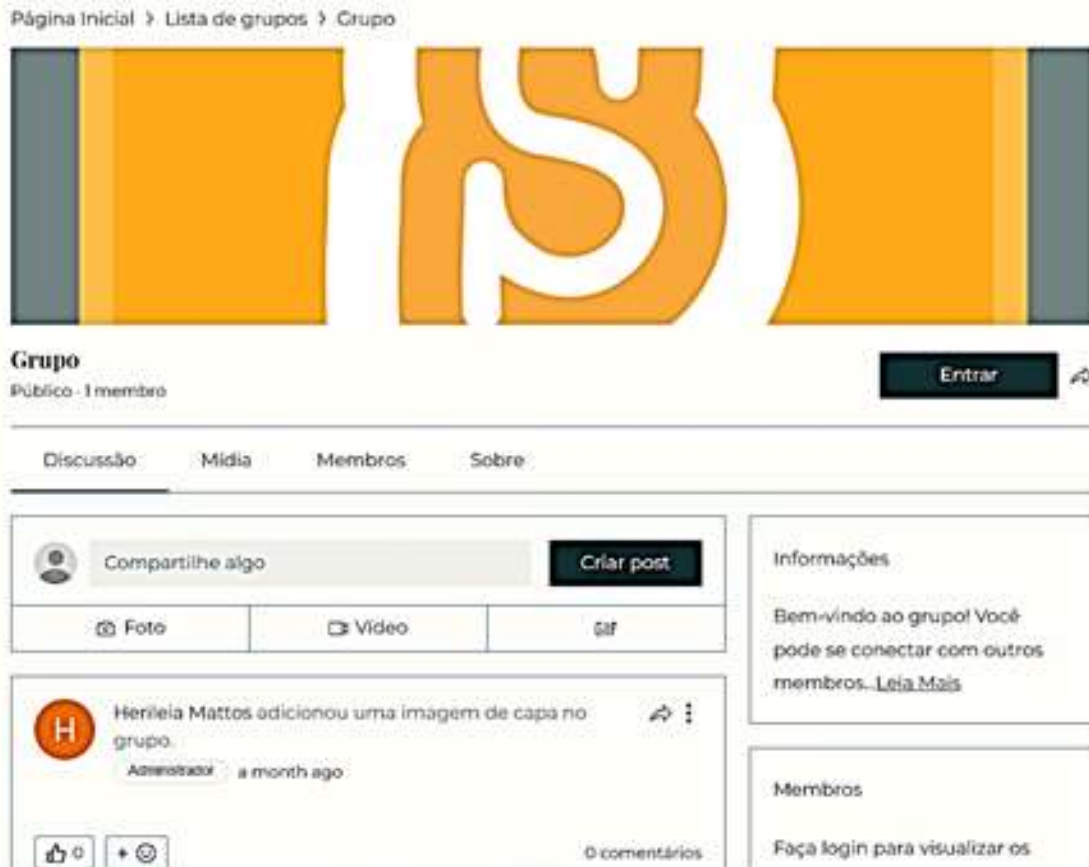 Página Inicial > Lista de grupos > Grupo
Grupo
Público · 1 membro
Entrar
Discussão
Mídia
Membros
Sobre
Compartilhe algo
Criar post
Foto
Vídeo
GIF
Informações
Bem-vindo ao grupo! Você
pode se conectar com outros
membros...Leia Mais
H
Herileia Mattos adicionou uma imagem de capa no
grupo.
Administrador
a month ago
0
0 comentários
Membros
Faça login para visualizar os